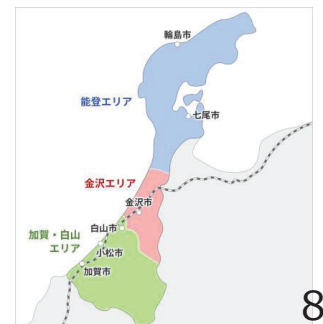 輪島市
能登エリア
七尾市
金沢エリア
金沢市
白山市
加賀・白山
エリア
小松市
加賀市
8